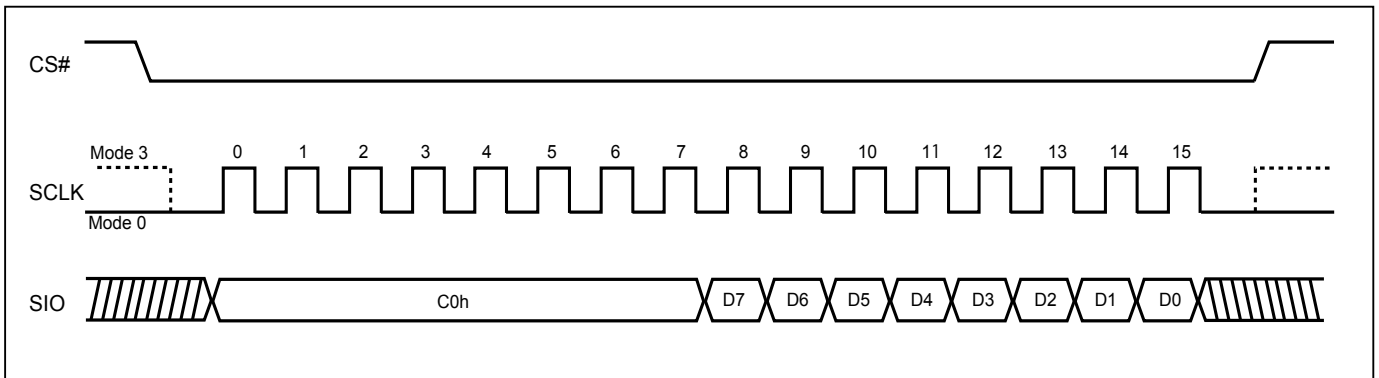 CS#
Mode 3
0 1 2 3 4 5 6 7 8 9 10 11 12 13 14 15
SCLK
Mode 0
SIO C0h D7 D6 D5 D4 D3 D2 D1 D0